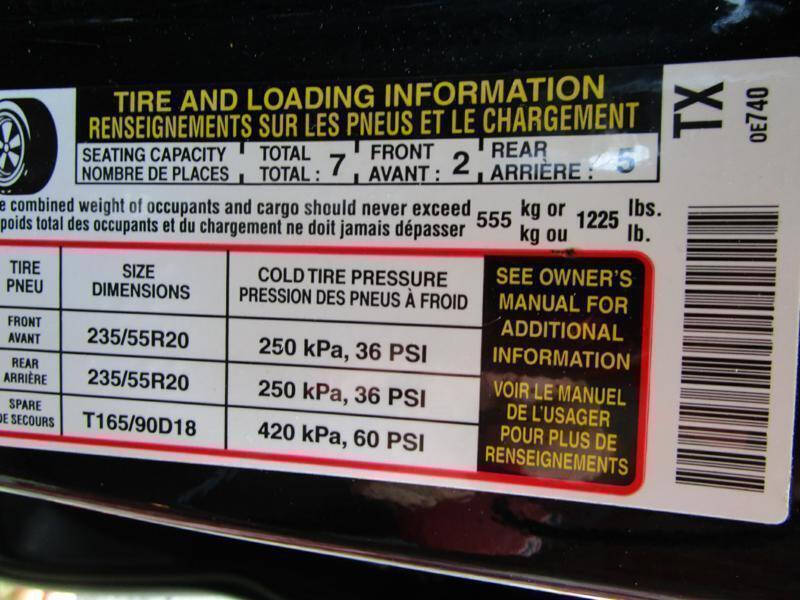 TIRE AND LOADING INFORMATION
RENSEIGNEMENTS SUR LES PNEUS ET LE CHARGEMENT
SEATING CAPACITY TOTAL 7 FRONT 2 REAR 5
NOMBRE DE PLACES TOTAL : AVANT : ARRIÈRE :
combined weight of occupants and cargo should never exceed 555 kg or 1225 lbs.
poids total des occupants et du chargement ne doit jamais dépasser kg ou lb.
TIRE
PNEU
SIZE
DIMENSIONS
COLD TIRE PRESSURE
PRESSION DES PNEUS À FROID
FRONT
AVANT
235/55R20
250 kPa, 36 PSI
REAR
ARRIÈRE
235/55R20
250 kPa, 36 PSI
SPARE
DE SECOURS
T165/90D18
420 kPa, 60 PSI
SEE OWNER'S
MANUAL FOR
ADDITIONAL
INFORMATION
VOIR LE MANUEL
DE L'USAGER
POUR PLUS DE
RENSEIGNEMENTS
TX
0E740